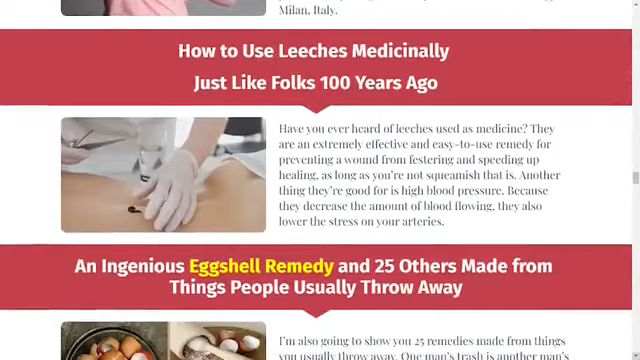 Milan, Italy.
How to Use Leeches Medicinally
Just Like Folks 100 Years Ago
Have you ever heard of leeches used as medicine? They
are an extremely effective and easy-to-use remedy for
preventing a wound from festering and speeding up
healing, as long as you're not squeamish that is. Another
thing they're good for is high blood pressure. Because
they decrease the amount of blood flowing, they also
lower the stress on your arteries.
An Ingenious Eggshell Remedy and 25 Others Made from
Things People Usually Throw Away
I'm also going to show you 25 remedies made from things
you usually throw away. One man's trash is another man's